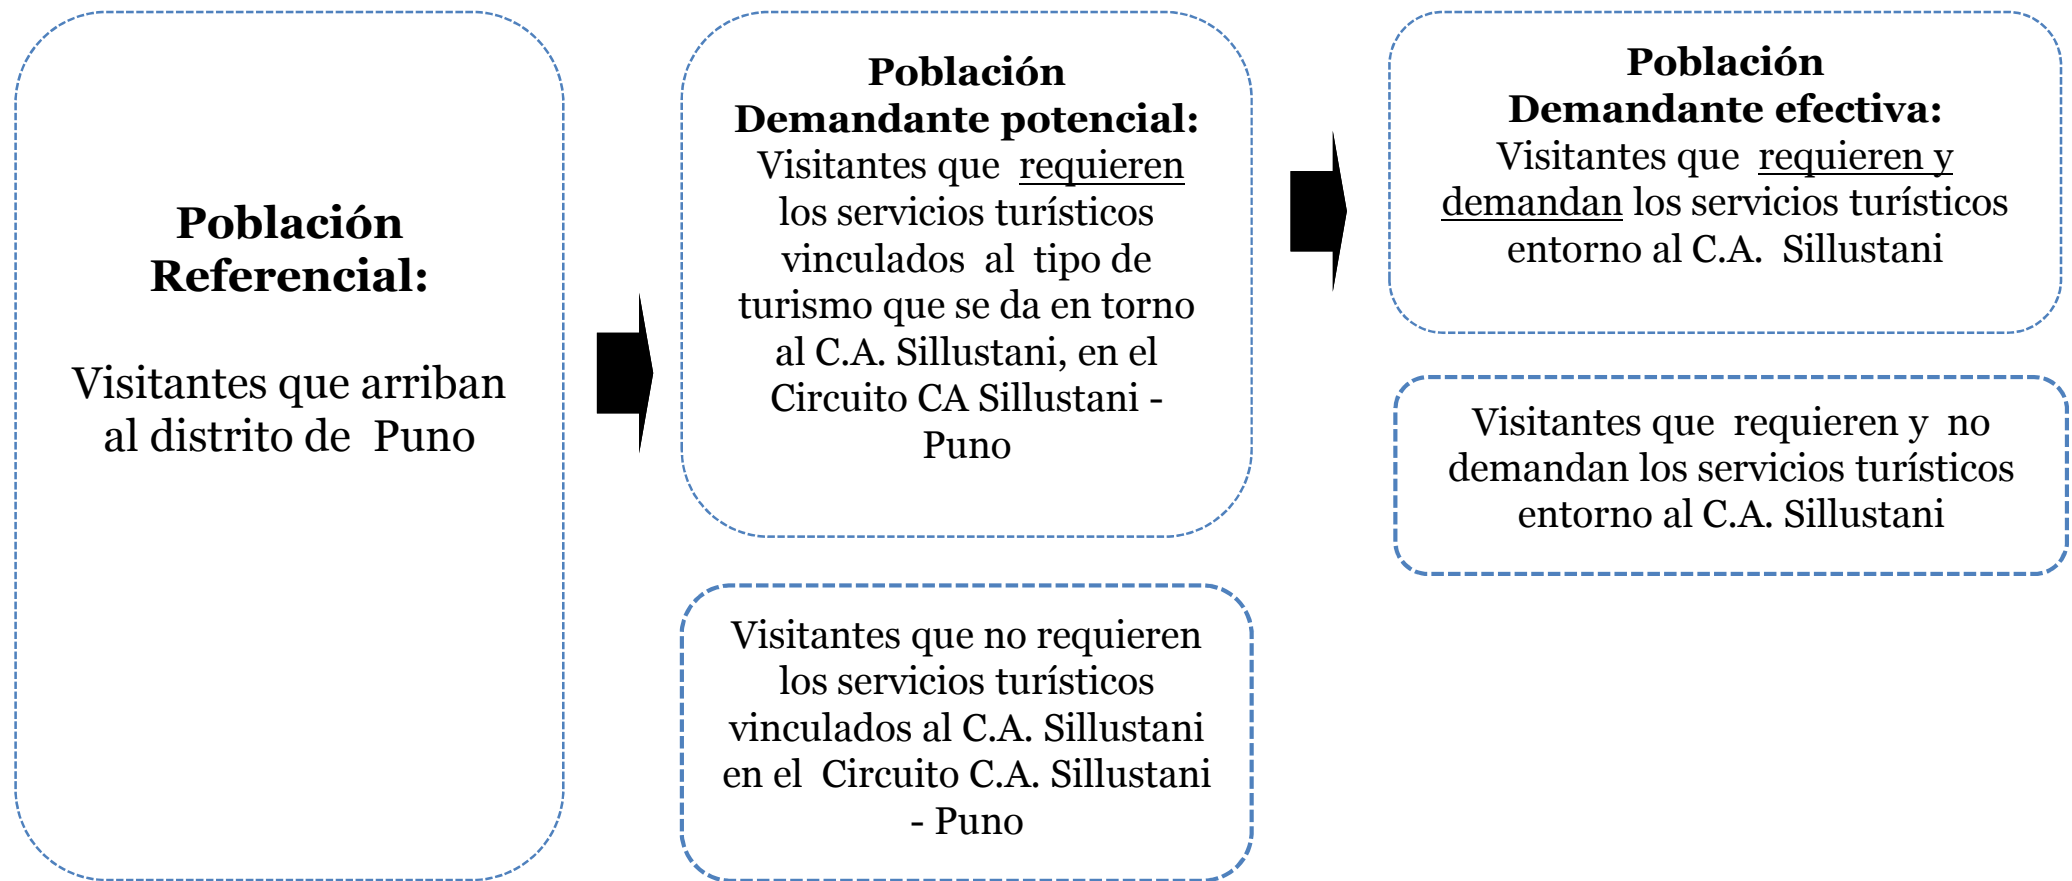 Población
Referencial:
Visitantes que arriban
al distrito de Puno
Población
Demandante potencial:
Visitantes que requieren
los servicios turísticos
vinculados al tipo de
turismo que se da en torno
al C.A. Sillustani, en el
Circuito CA Sillustani -
Puno
Visitantes que no requieren
los servicios turísticos
vinculados al C.A. Sillustani
en el Circuito C.A. Sillustani
- Puno
Población
Demandante efectiva:
Visitantes que requieren y
demandan los servicios turísticos
entorno al C.A. Sillustani
Visitantes que requieren y no
demandan los servicios turísticos
entorno al C.A. Sillustani